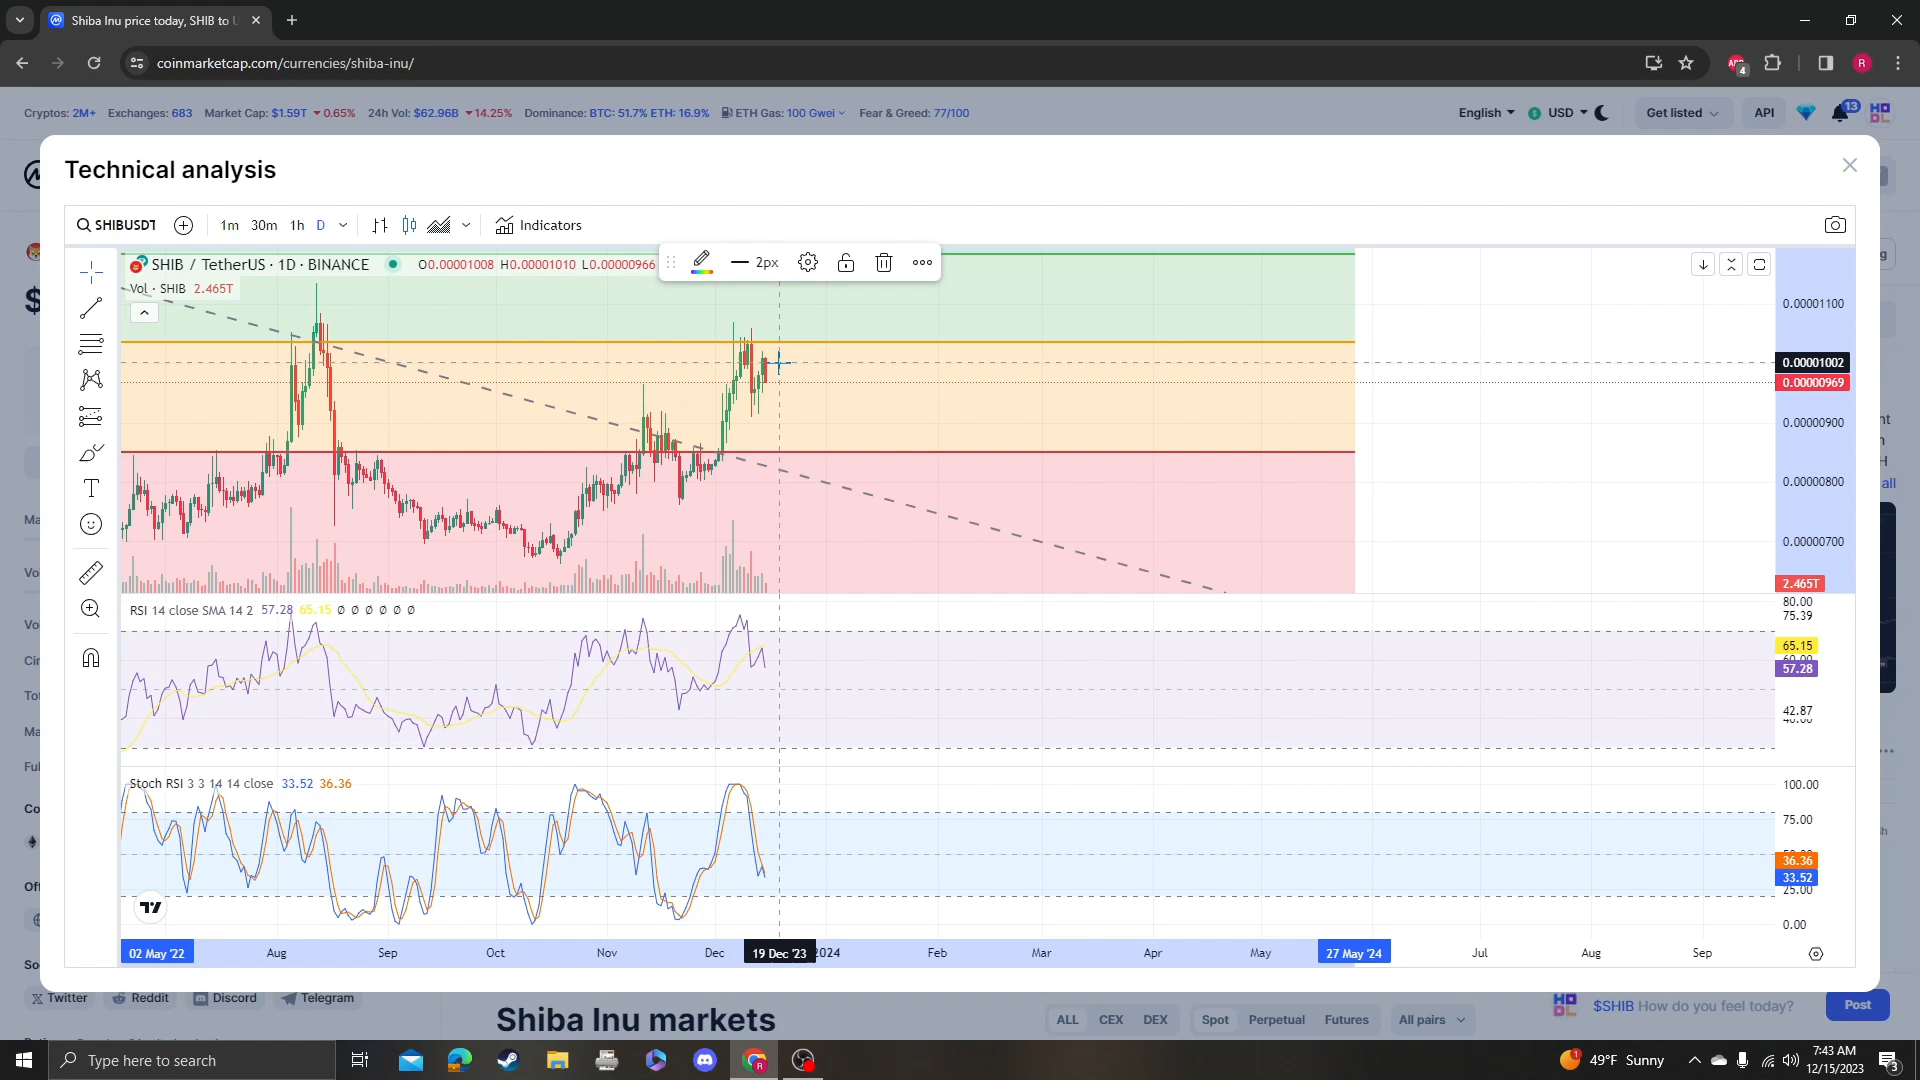 Shiba Inu price today, SHIB to U
coinmarketcap.com/currencies/shiba-inu/
4
R
Cryptos: 2M+ Exchanges: 683 Market Cap: $1.59T 0.65% 24h Vol: $62.96B 14.25% Dominance: BTC: 51.7% ETH: 16.9% ETH Gas: 100 Gwei Fear & Greed: 77/100
English USD Get listed API 13
Technical analysis
SHIBUSDT 1m 30m 1h D Indicators
SHIB / TetherUS · 1D · BINANCE O0.00001008 H0.00001010 L0.00000966
2px
Vol · SHIB 2.465T
0.00001100
0.00001002
0.00000969
0.00000900
0.00000800
0.00000700
2.465T
RSI 14 close SMA 14 2 57.28 65.15 Ø Ø Ø Ø Ø Ø
80.00
75.39
65.15
57.28
42.87
Stoch RSI 3 3 14 14 close 33.52 36.36
100.00
75.00
36.36
33.52
25.00
0.00
02 May '22 Aug Sep Oct Nov Dec 19 Dec '23 2024 Feb Mar Apr May 27 May '24 Jul Aug Sep
Twitter Reddit Discord Telegram
Shiba Inu markets
ALL CEX DEX Spot Perpetual Futures All pairs
$SHIB How do you feel today? Post
Type here to search
49°F Sunny
7:43 AM
12/15/2023
3